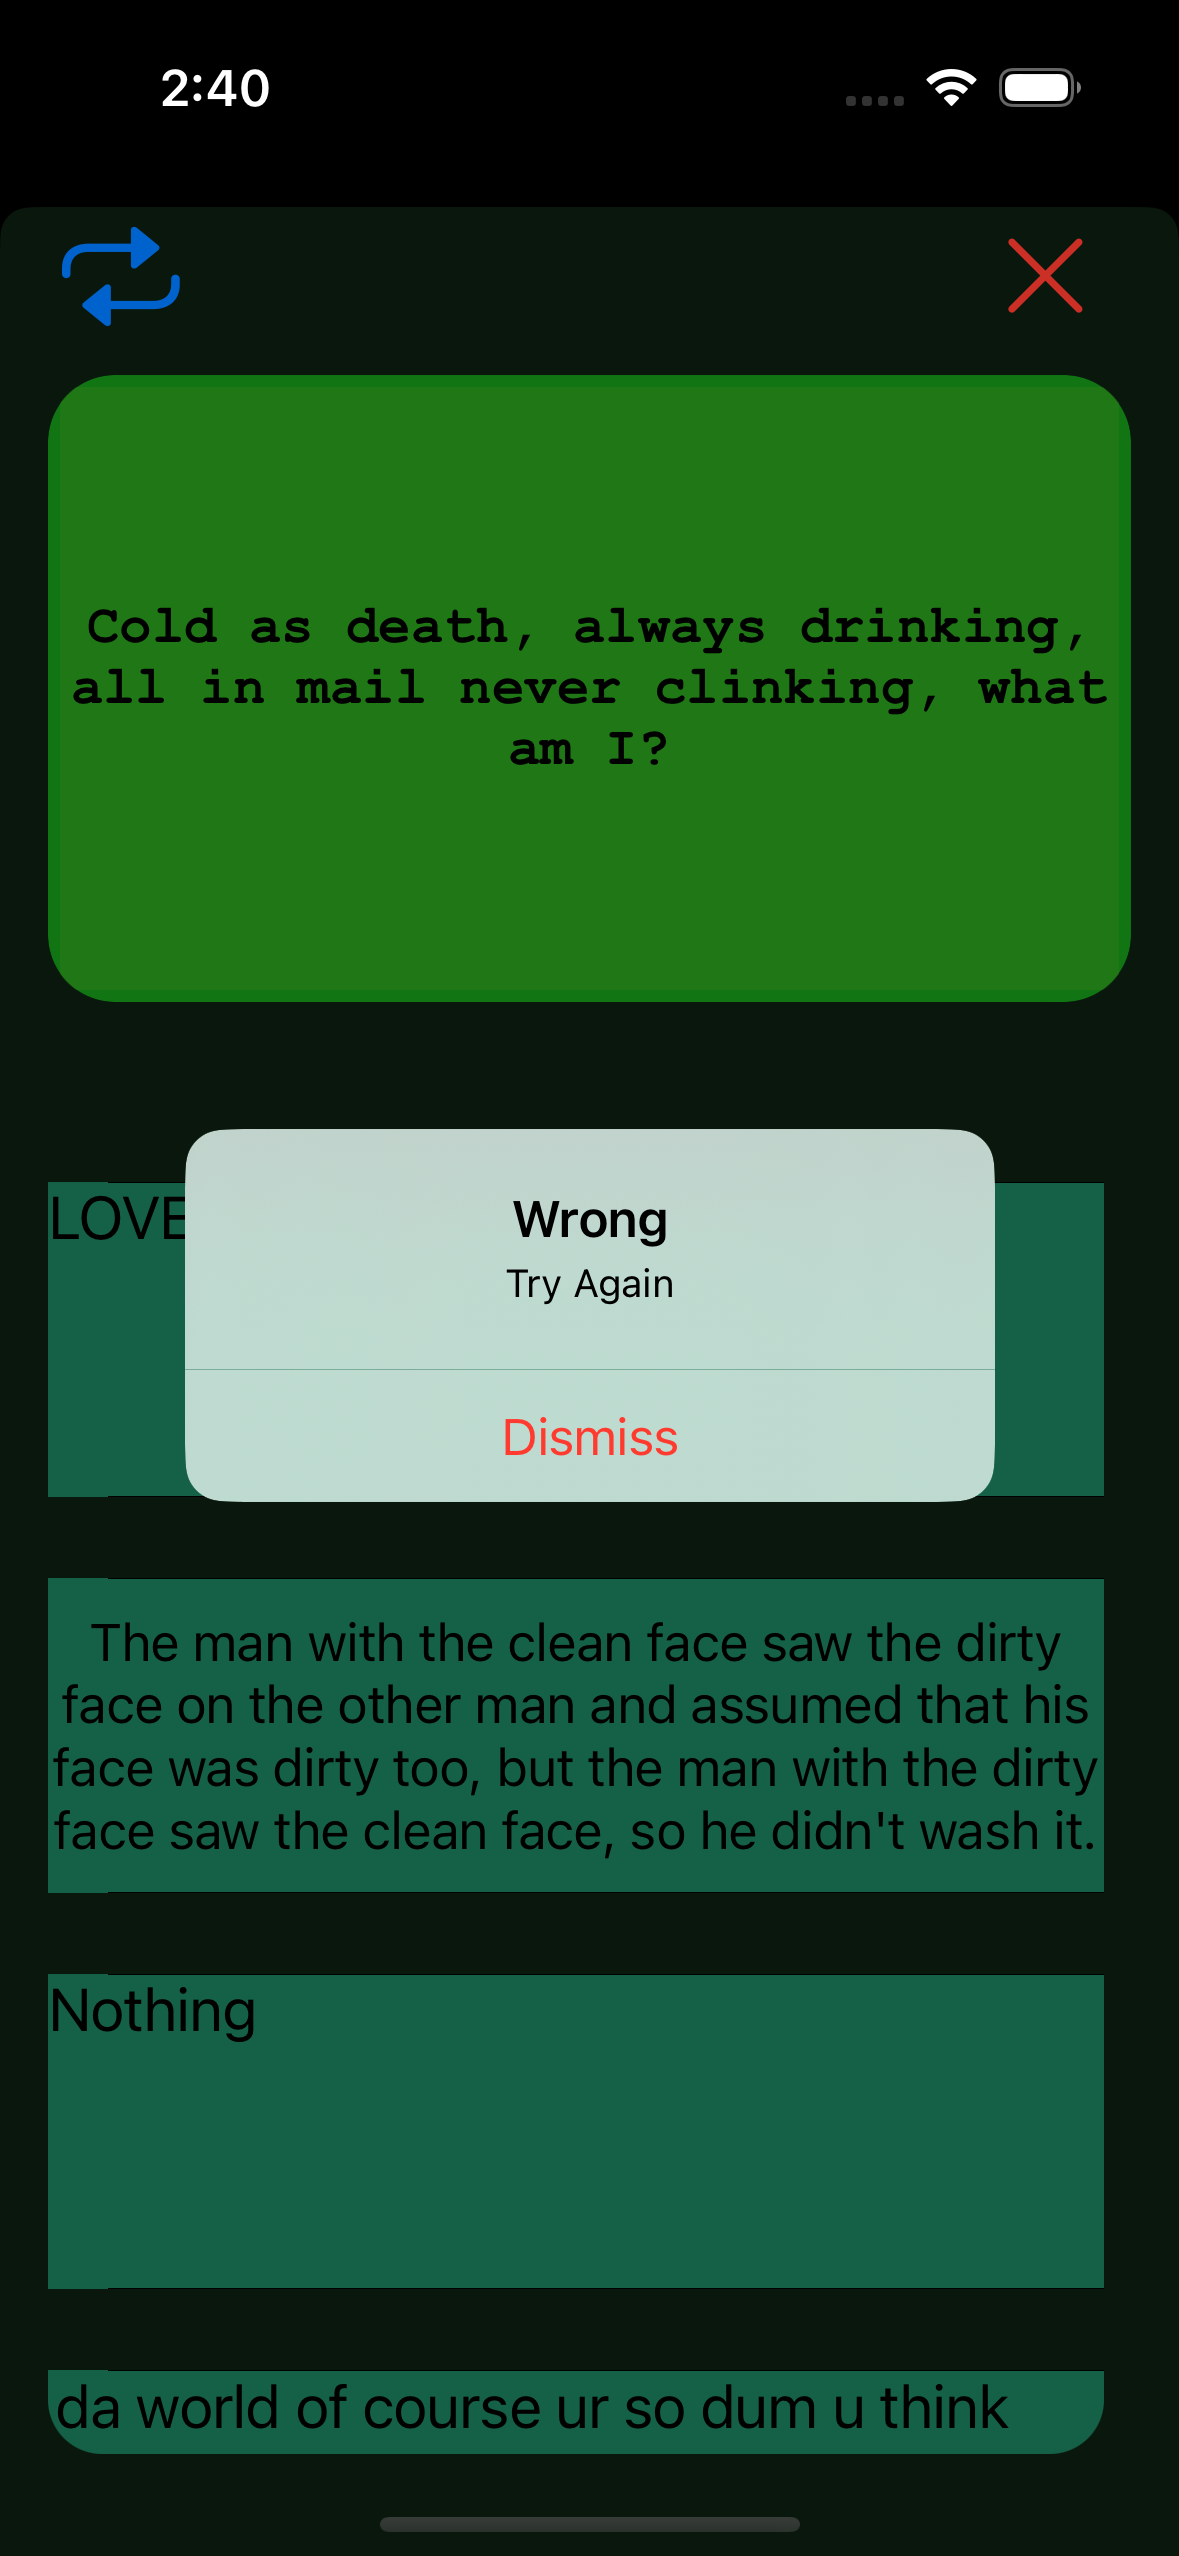 2:40
Cold as death, always drinking,
all in mail never clinking, what
am I?
LOVE
Wrong
Try Again
Dismiss
The man with the clean face saw the dirty
face on the other man and assumed that his
face was dirty too, but the man with the dirty
face saw the clean face, so he didn't wash it.
Nothing
da world of course ur so dum u think